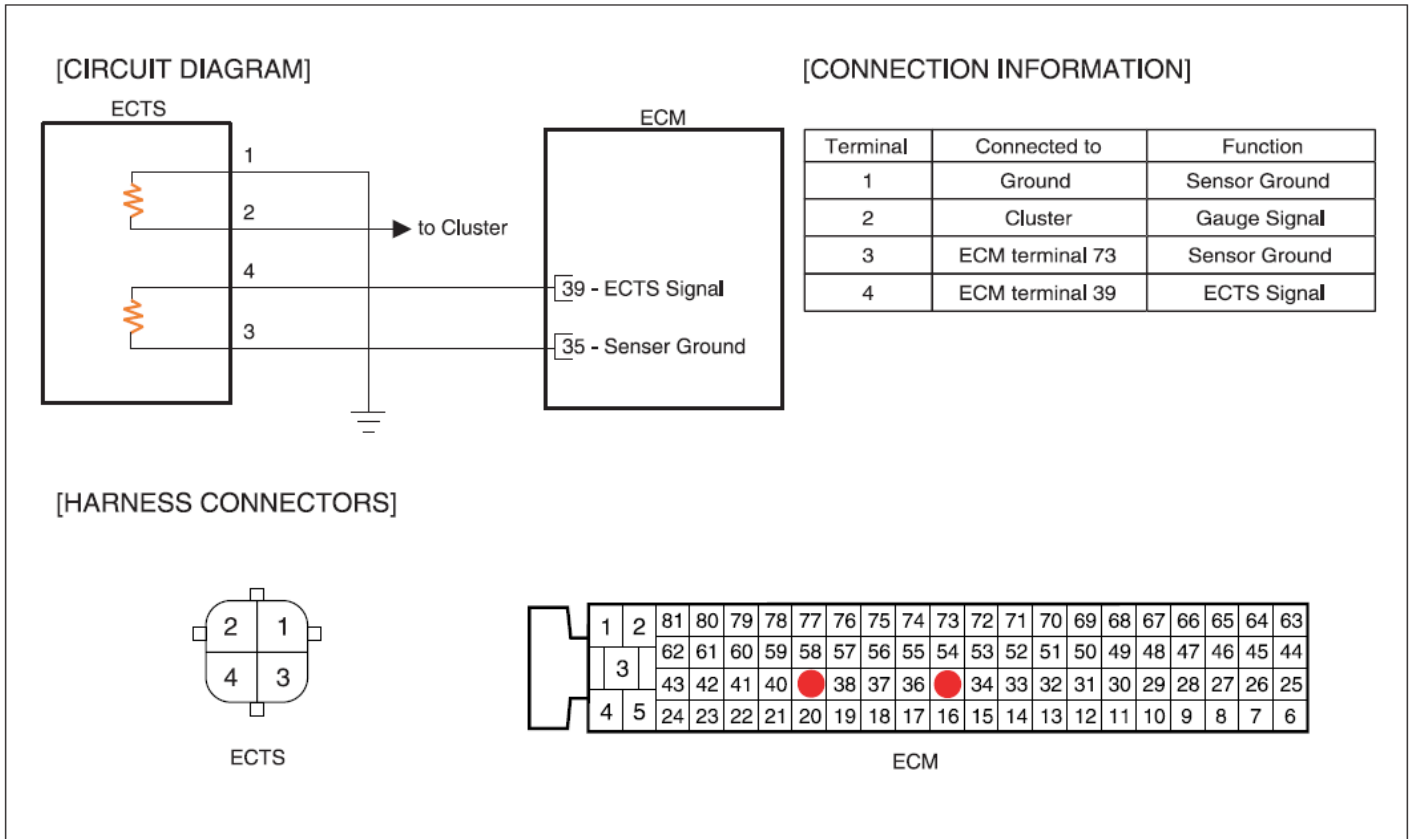 [CIRCUIT DIAGRAM]
ECTS
ECM
1
2
to Cluster
4
39 - ECTS Signal
3
35 - Senser Ground
[CONNECTION INFORMATION]
Terminal Connected to Function
1 Ground Sensor Ground
2 Cluster Gauge Signal
3 ECM terminal 73 Sensor Ground
4 ECM terminal 39 ECTS Signal
[HARNESS CONNECTORS]
2 1
4 3
ECTS
1 2 81 80 79 78 77 76 75 74 73 72 71 70 69 68 67 66 65 64 63
3 62 61 60 59 58 57 56 55 54 53 52 51 50 49 48 47 46 45 44
43 42 41 40 38 37 36 34 33 32 31 30 29 28 27 26 25
4 5 24 23 22 21 20 19 18 17 16 15 14 13 12 11 10 9 8 7 6
ECM